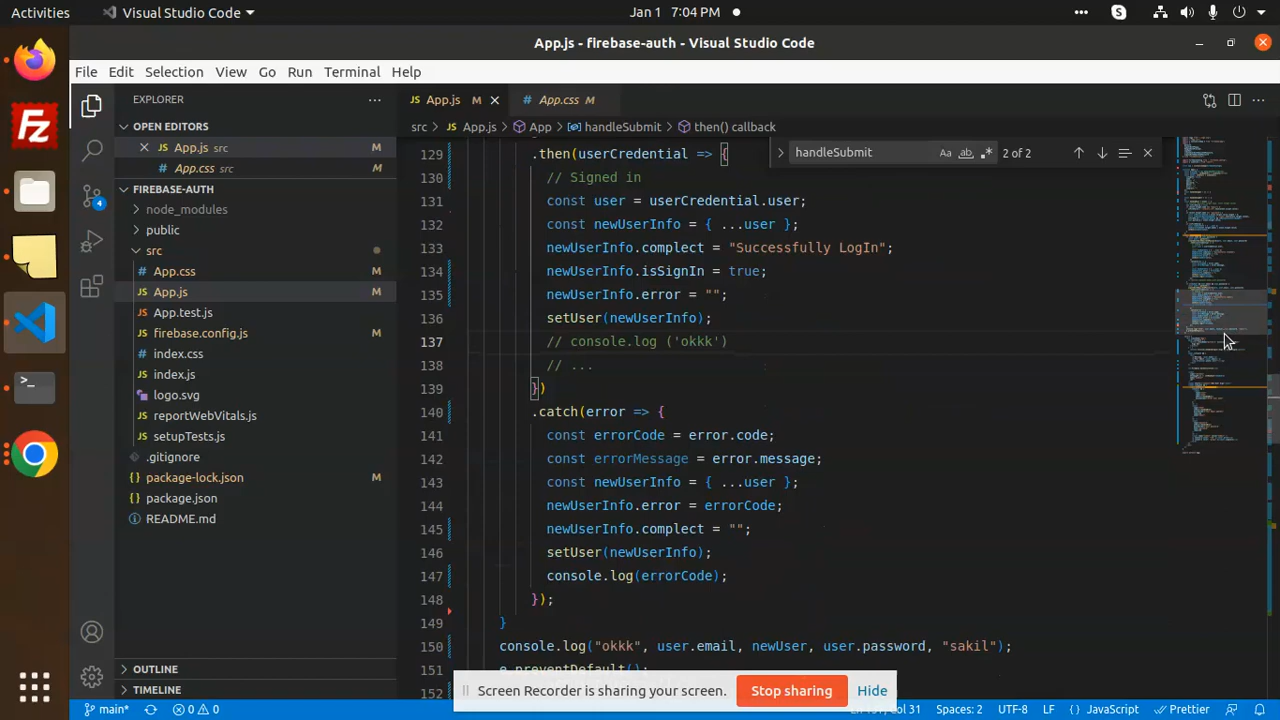 Activities
Visual Studio Code
Jan 1 7:04 PM
App.js - firebase-auth - Visual Studio Code
File Edit Selection View Go Run Terminal Help
EXPLORER
OPEN EDITORS
App.js src M
App.css src M
FIREBASE-AUTH
node_modules
public
src
App.css M
App.js M
App.test.js
firebase.config.js M
index.css
index.js
logo.svg
reportWebVitals.js
setupTests.js
.gitignore
package-lock.json M
package.json
README.md
OUTLINE
TIMELINE
4
App.js M
App.css M
src > App.js > App > handleSubmit > then() callback
handleSubmit Aa ab 2 of 2
129 .then(userCredential => {
130 // Signed in
131 const user = userCredential.user;
132 const newUserInfo = { ...user };
133 newUserInfo.complect = "Successfully LogIn";
134 newUserInfo.isSignIn = true;
135 newUserInfo.error = "";
136 setUser(newUserInfo);
137 // console.log ('okkk')
138 // ...
139 })
140 .catch(error => {
141 const errorCode = error.code;
142 const errorMessage = error.message;
143 const newUserInfo = { ...user };
144 newUserInfo.error = errorCode;
145 newUserInfo.complect = "";
146 setUser(newUserInfo);
147 console.log(errorCode);
148 });
149 }
150 console.log("okkk", user.email, newUser, user.password, "sakil");
151 e.preventDefault();
152
Screen Recorder is sharing your screen. Stop sharing Hide
main* 0 0 Ln 137, Col 31 Spaces: 2 UTF-8 LF { } JavaScript Prettier